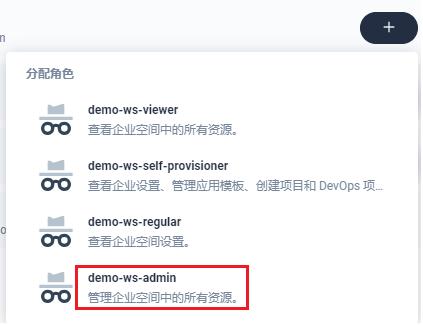 分配角色
demo-ws-viewer
查看企业空间中的所有资源。
demo-ws-self-provisioner
查看企业设置、管理应用模板、创建项目和 DevOps 项...
demo-ws-regular
查看企业空间设置。
demo-ws-admin
管理企业空间中的所有资源。